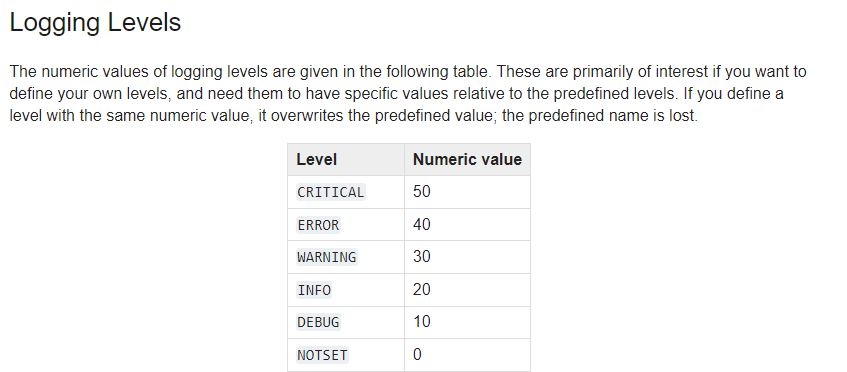 Logging Levels
The numeric values of logging levels are given in the following table. These are primarily of interest if you want to
define your own levels, and need them to have specific values relative to the predefined levels. If you define a
level with the same numeric value, it overwrites the predefined value; the predefined name is lost.
Level Numeric value
CRITICAL 50
ERROR 40
WARNING 30
INFO 20
DEBUG 10
NOTSET 0